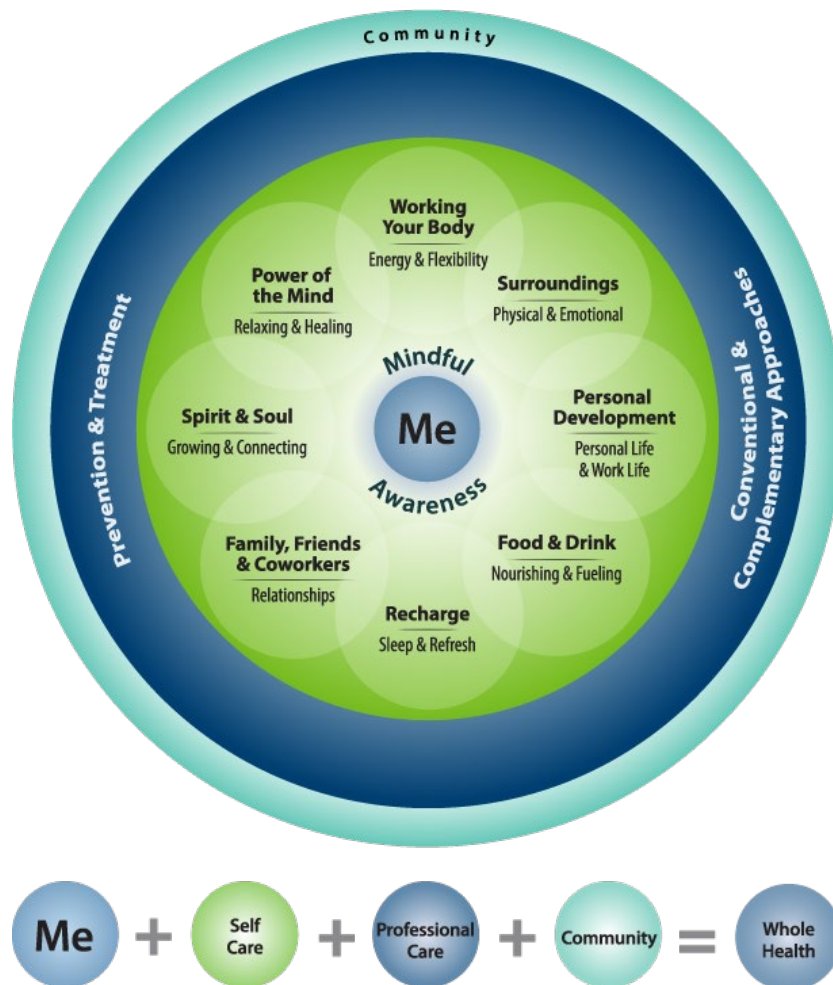 Community
Working
Your Body
Energy & Flexibility
Power of
the Mind
Relaxing & Healing
Surroundings
Physical & Emotional
Prevention & Treatment
Conventional &
Complementary Approaches
Mindful
Me
Awareness
Spirit & Soul
Growing & Connecting
Personal
Development
Personal Life
& Work Life
Family, Friends
& Coworkers
Relationships
Food & Drink
Nourishing & Fueling
Recharge
Sleep & Refresh
Me + Self Care + Professional Care + Community = Whole Health